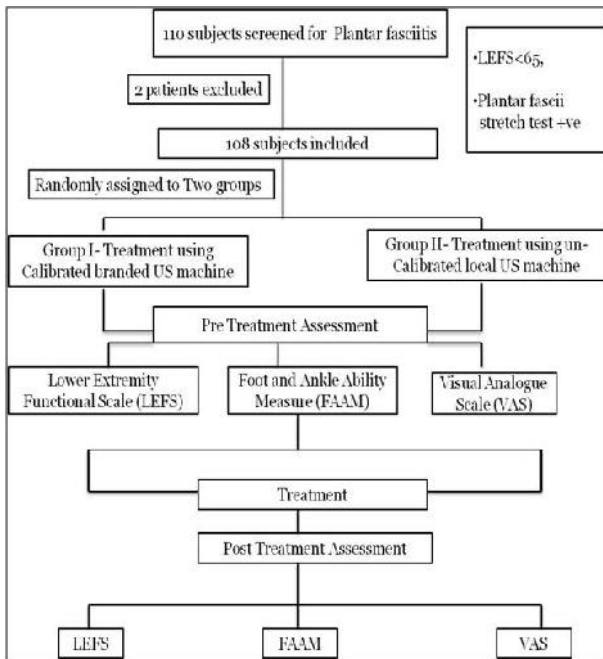 110 subjects screened for Plantar fasciitis
•LEFS<65,
•Plantar fascii
stretch test +ve
2 patients excluded
108 subjects included
Randomly assigned to Two groups
Group I- Treatment using
Calibrated branded US machine
Group II- Treatment using un-
Calibrated local US machine
Pre Treatment Assessment
Lower Extremity
Functional Scale (LEFS)
Foot and Ankle Ability
Measure (FAAM)
Visual Analogue
Scale (VAS)
Treatment
Post Treatment Assessment
LEFS
FAAM
VAS